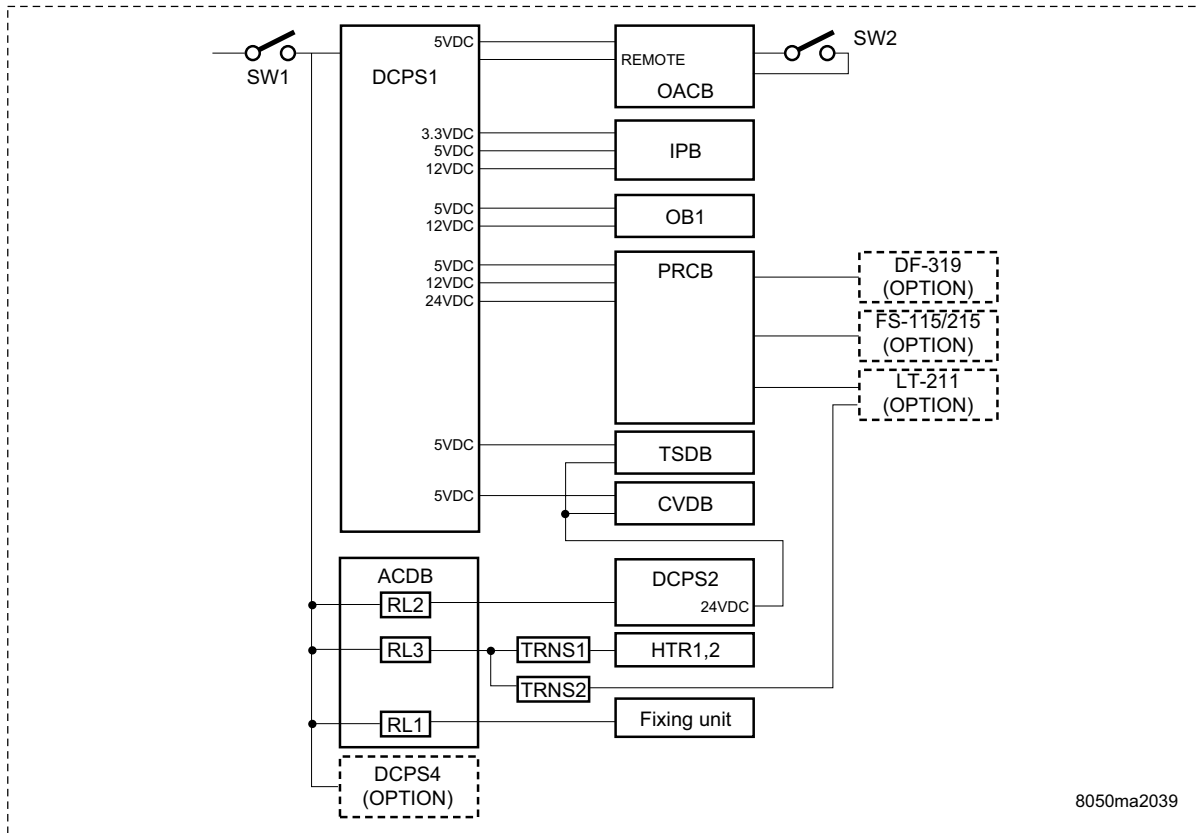 SW1
DCPS1
5VDC
REMOTE
OACB
SW2
3.3VDC
5VDC
12VDC
IPB
5VDC
12VDC
OB1
5VDC
12VDC
24VDC
PRCB
DF-319
(OPTION)
FS-115/215
(OPTION)
LT-211
(OPTION)
5VDC
TSDB
5VDC
CVDB
ACDB
RL2
DCPS2
24VDC
RL3
TRNS1
HTR1,2
TRNS2
RL1
Fixing unit
DCPS4
(OPTION)
8050ma2039